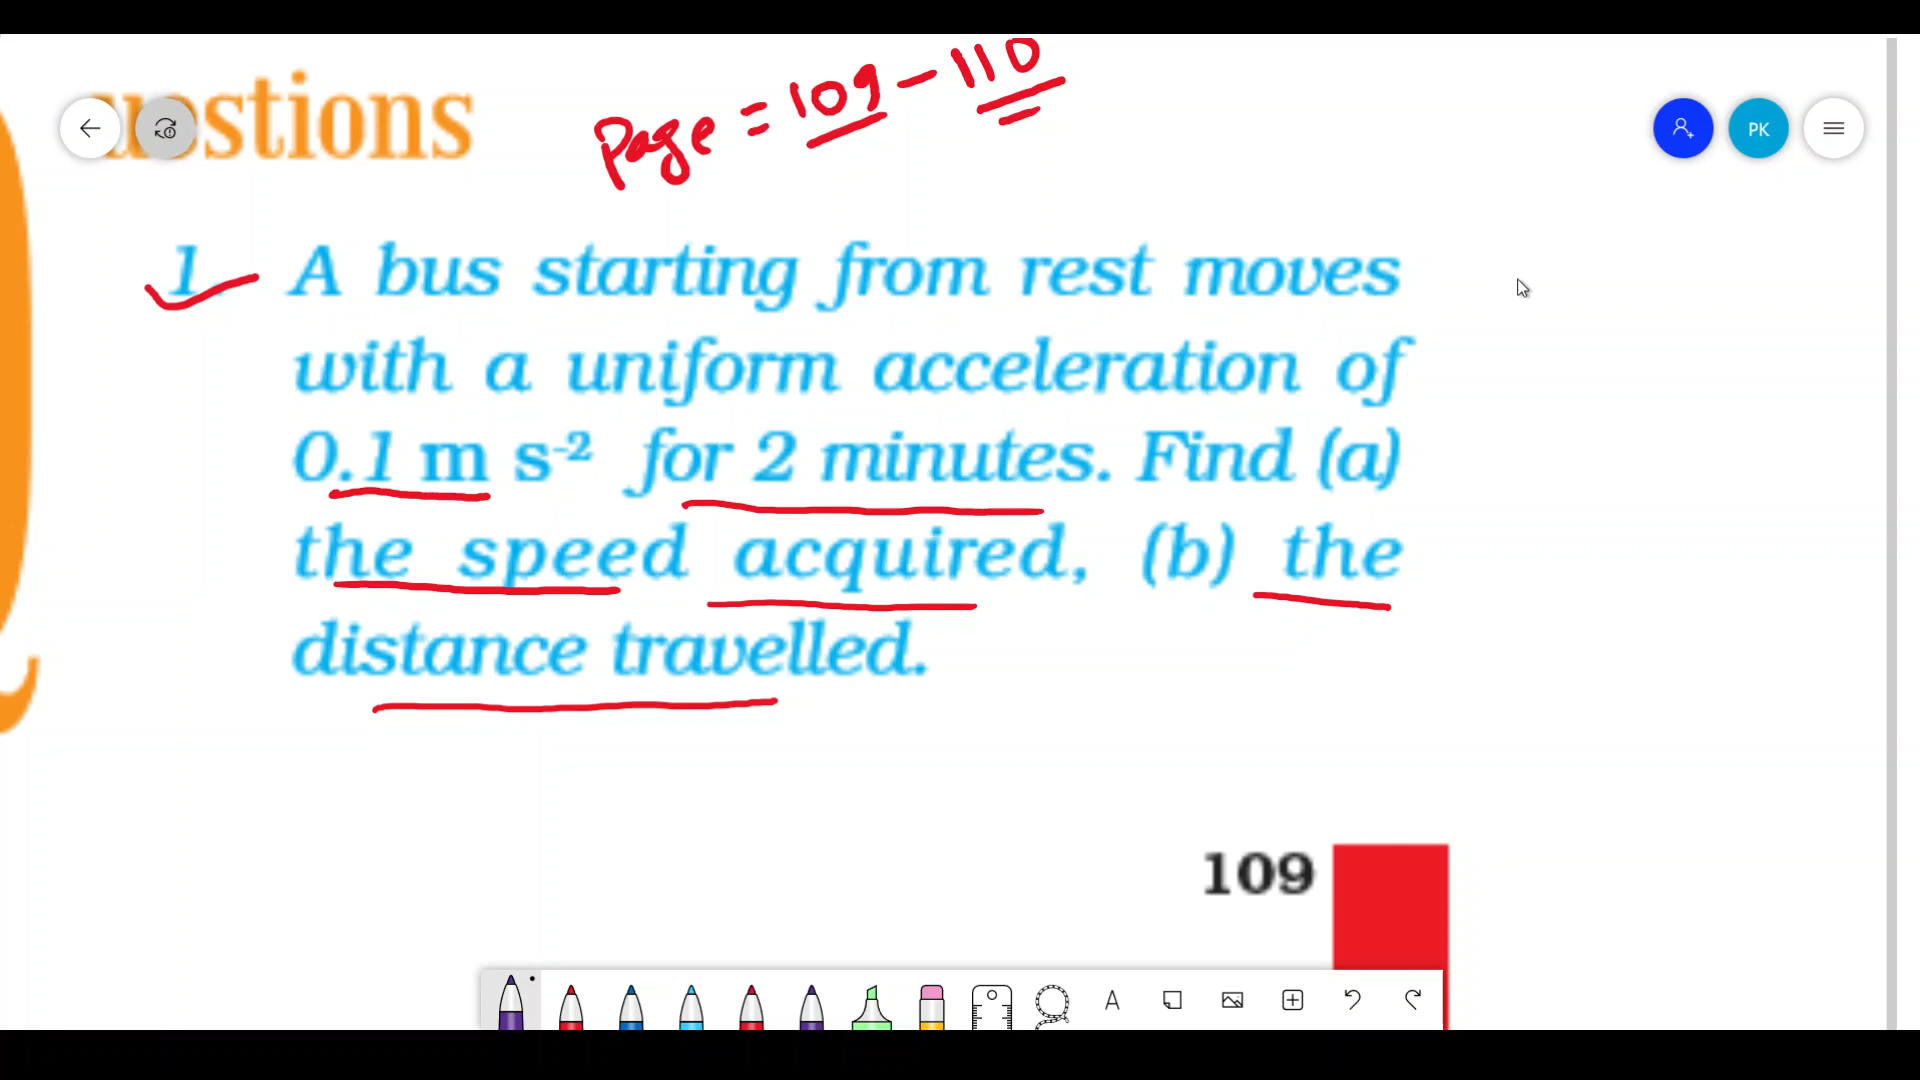 uestions
Page = 109 - 110
PK
1. A bus starting from rest moves
with a uniform acceleration of
0.1 m s⁻² for 2 minutes. Find (a)
the speed acquired, (b) the
distance travelled.
109
A